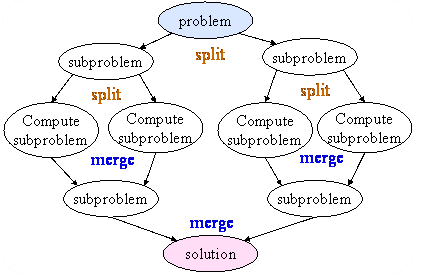 problem
split
subproblem
subproblem
split
split
Compute
subproblem
Compute
subproblem
Compute
subproblem
Compute
subproblem
merge
merge
subproblem
subproblem
merge
solution